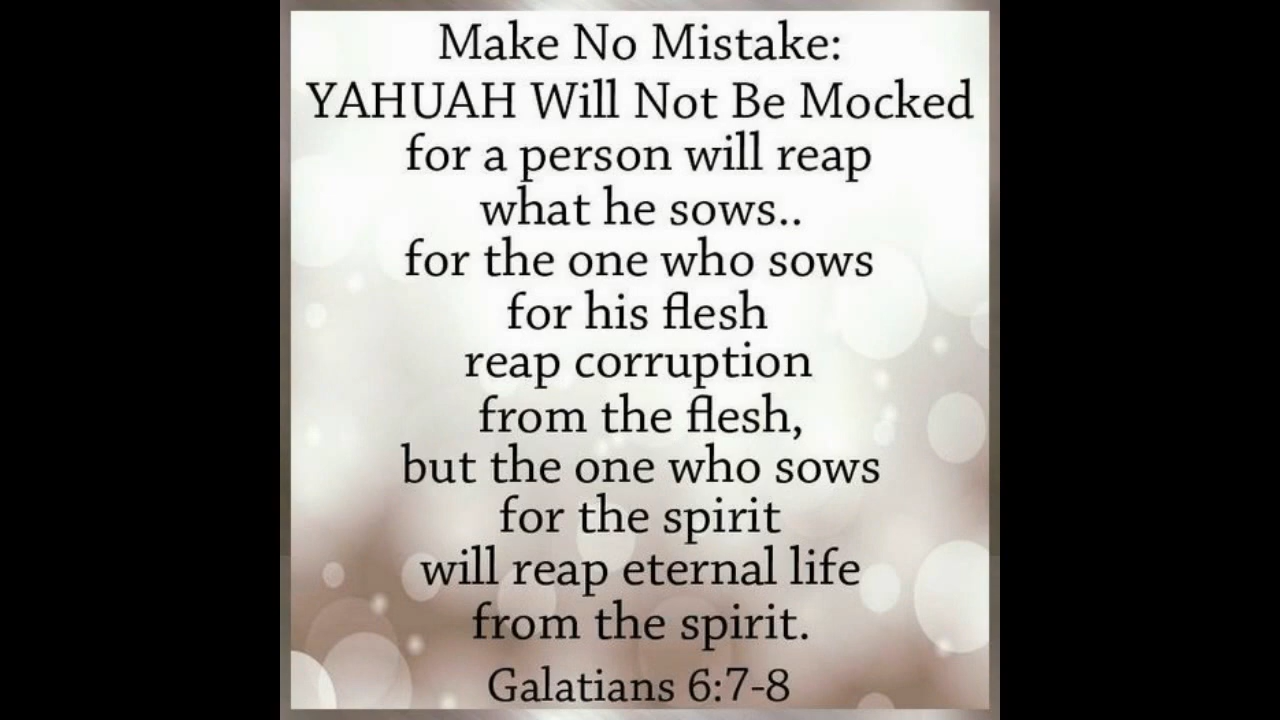 Make No Mistake:
YAHUAH Will Not Be Mocked
for a person will reap
what he sows..
for the one who sows
for his flesh
reap corruption
from the flesh,
but the one who sows
for the spirit
will reap eternal life
from the spirit.
Galatians 6:7-8